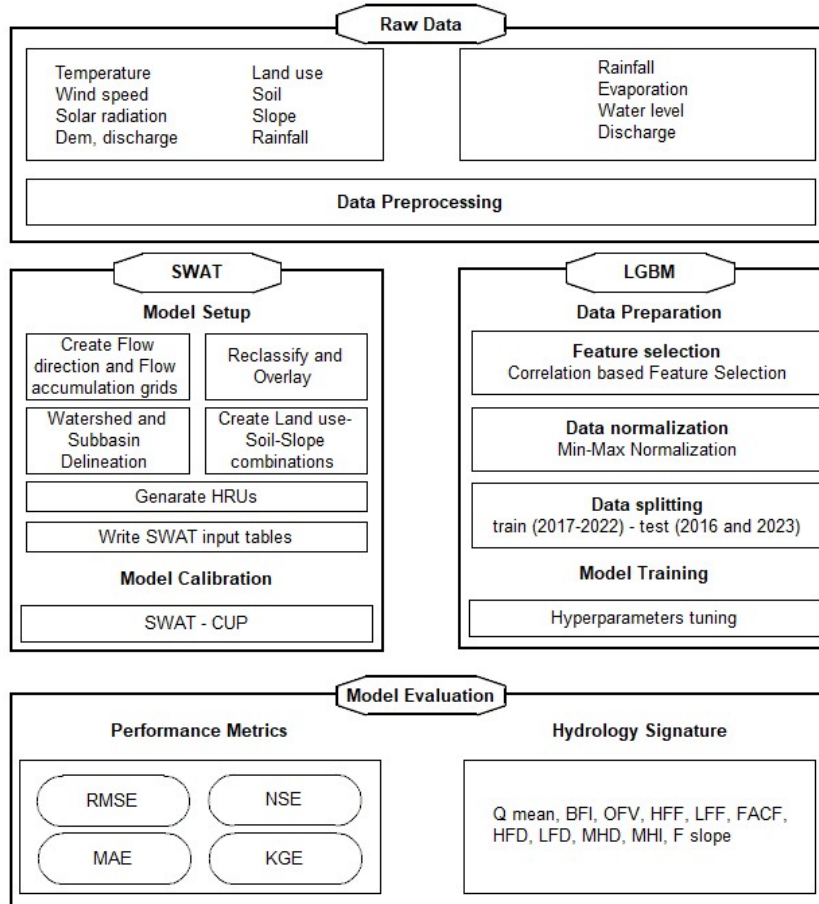 Raw Data
Temperature
Wind speed
Solar radiation
Dem, discharge
Land use
Soil
Slope
Rainfall
Rainfall
Evaporation
Water level
Discharge
Data Preprocessing
SWAT
Model Setup
Create Flow
direction and Flow
accumulation grids
Reclassify and
Overlay
Watershed and
Subbasin
Delineation
Create Land use-
Soil-Slope
combinations
Genarate HRUs
Write SWAT input tables
Model Calibration
SWAT - CUP
LGBM
Data Preparation
Feature selection
Correlation based Feature Selection
Data normalization
Min-Max Normalization
Data splitting
train (2017-2022) - test (2016 and 2023)
Model Training
Hyperparameters tuning
Model Evaluation
Performance Metrics
RMSE
NSE
MAE
KGE
Hydrology Signature
Q mean, BFI, OFV, HFF, LFF, FACF,
HFD, LFD, MHD, MHI, F slope